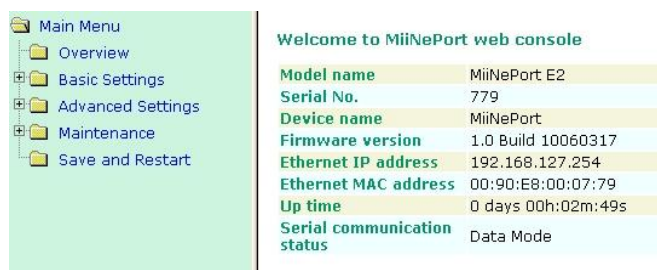 Main Menu
Overview
Basic Settings
Advanced Settings
Maintenance
Save and Restart
Welcome to MiiNePort web console
Model name MiiNePort E2
Serial No. 779
Device name MiiNePort
Firmware version 1.0 Build 10060317
Ethernet IP address 192.168.127.254
Ethernet MAC address 00:90:E8:00:07:79
Up time 0 days 00h:02m:49s
Serial communication
status Data Mode